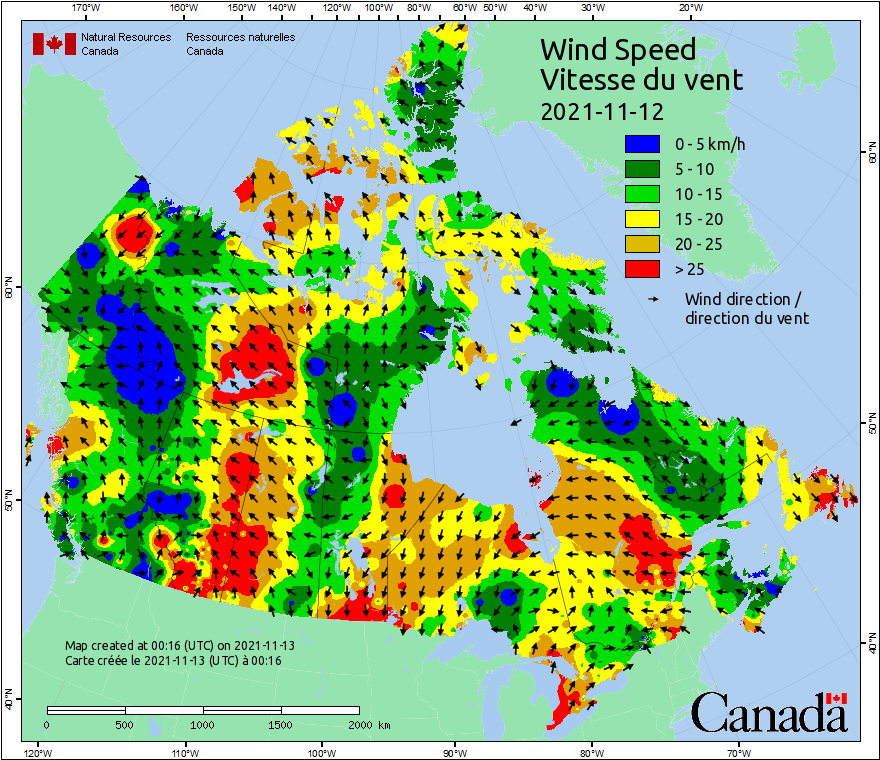 170°W 160°W 150°W 140°W 120°W 100°W 80°W 60°W 50°W 40°W 30°W 20°W
Natural Resources Ressources naturelles
Canada Canada
Wind Speed
Vitesse du vent
2021-11-12
0 - 5 km/h
5 - 10
10 - 15
15 - 20
20 - 25
> 25
Wind direction /
direction du vent
60°N
50°N
40°N
60°N
50°N
40°N
Map created at 00:16 (UTC) on 2021-11-13
Carte créée le 2021-11-13 (UTC) à 00:16
0 500 1000 1500 2000 km
Canada
120°W 110°W 100°W 90°W 80°W 70°W